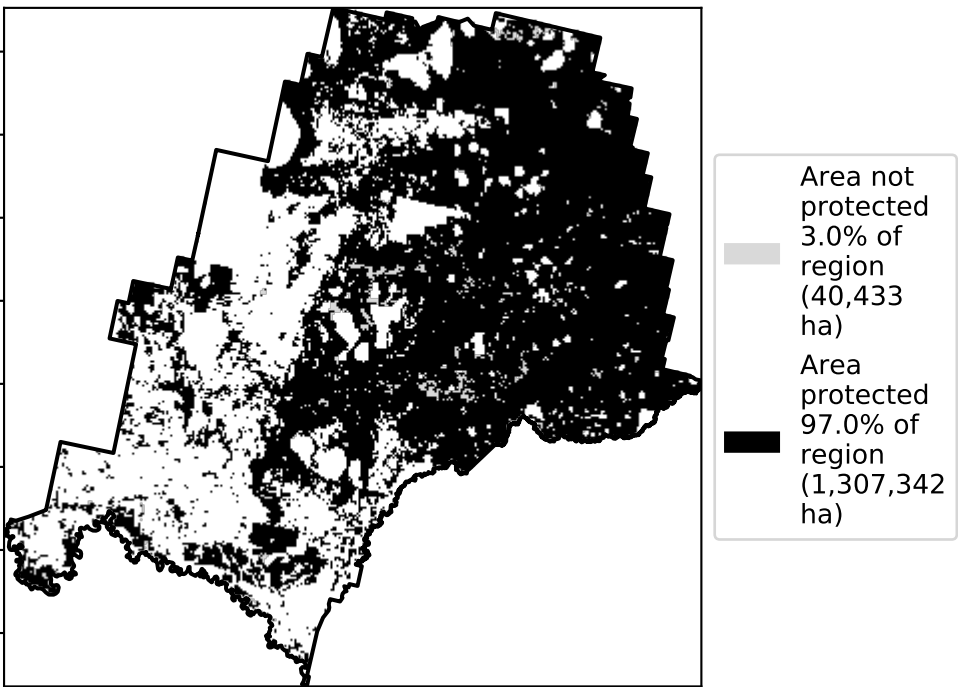 Area not
protected
3.0% of
region
(40,433
ha)
Area
protected
97.0% of
region
(1,307,342
ha)